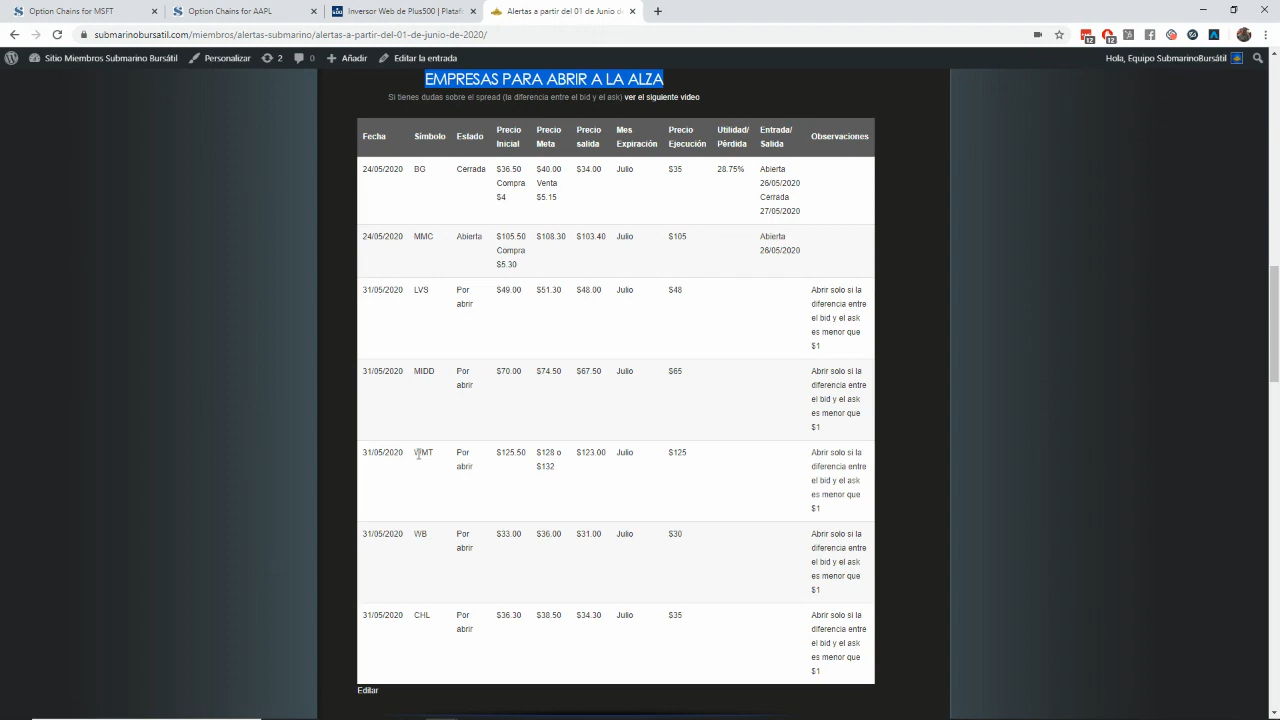 Option Chains for MSFT
Option Chains for AAPL
Inversor Web de Plus500 | Plataf
Alertas a partir del 01 de Junio d
submarinobursatil.com/miembros/alertas-submarino/alertas-a-partir-del-01-de-junio-de-2020/
12
12
Sitio Miembros Submarino Bursátil
Personalizar
2
0
Añadir
Editar la entrada
Hola, Equipo SubmarinoBursátil
EMPRESAS PARA ABRIR A LA ALZA
Si tienes dudas sobre el spread (la diferencia entre el bid y el ask) ver el siguiente video
Fecha Símbolo Estado Precio Inicial Precio Meta Precio salida Mes Expiración Precio Ejecución Utilidad/ Pérdida Entrada/ Salida Observaciones
24/05/2020 BG Cerrada $36.50 $40.00 $34.00 Julio $35 28.75% Abierta
Compra Venta 26/05/2020
$4 $5.15 Cerrada
27/05/2020
24/05/2020 MMC Abierta $105.50 $108.30 $103.40 Julio $105 Abierta
Compra 26/05/2020
$5.30
31/05/2020 LVS Por $49.00 $51.30 $48.00 Julio $48 Abrir solo si la
abrir diferencia entre
el bid y el ask
es menor que
$1
31/05/2020 MIDD Por $70.00 $74.50 $67.50 Julio $65 Abrir solo si la
abrir diferencia entre
el bid y el ask
es menor que
$1
31/05/2020 WMT Por $125.50 $128 o $123.00 Julio $125 Abrir solo si la
abrir $132 diferencia entre
el bid y el ask
es menor que
$1
31/05/2020 WB Por $33.00 $36.00 $31.00 Julio $30 Abrir solo si la
abrir diferencia entre
el bid y el ask
es menor que
$1
31/05/2020 CHL Por $36.30 $38.50 $34.30 Julio $35 Abrir solo si la
abrir diferencia entre
el bid y el ask
es menor que
$1
Editar